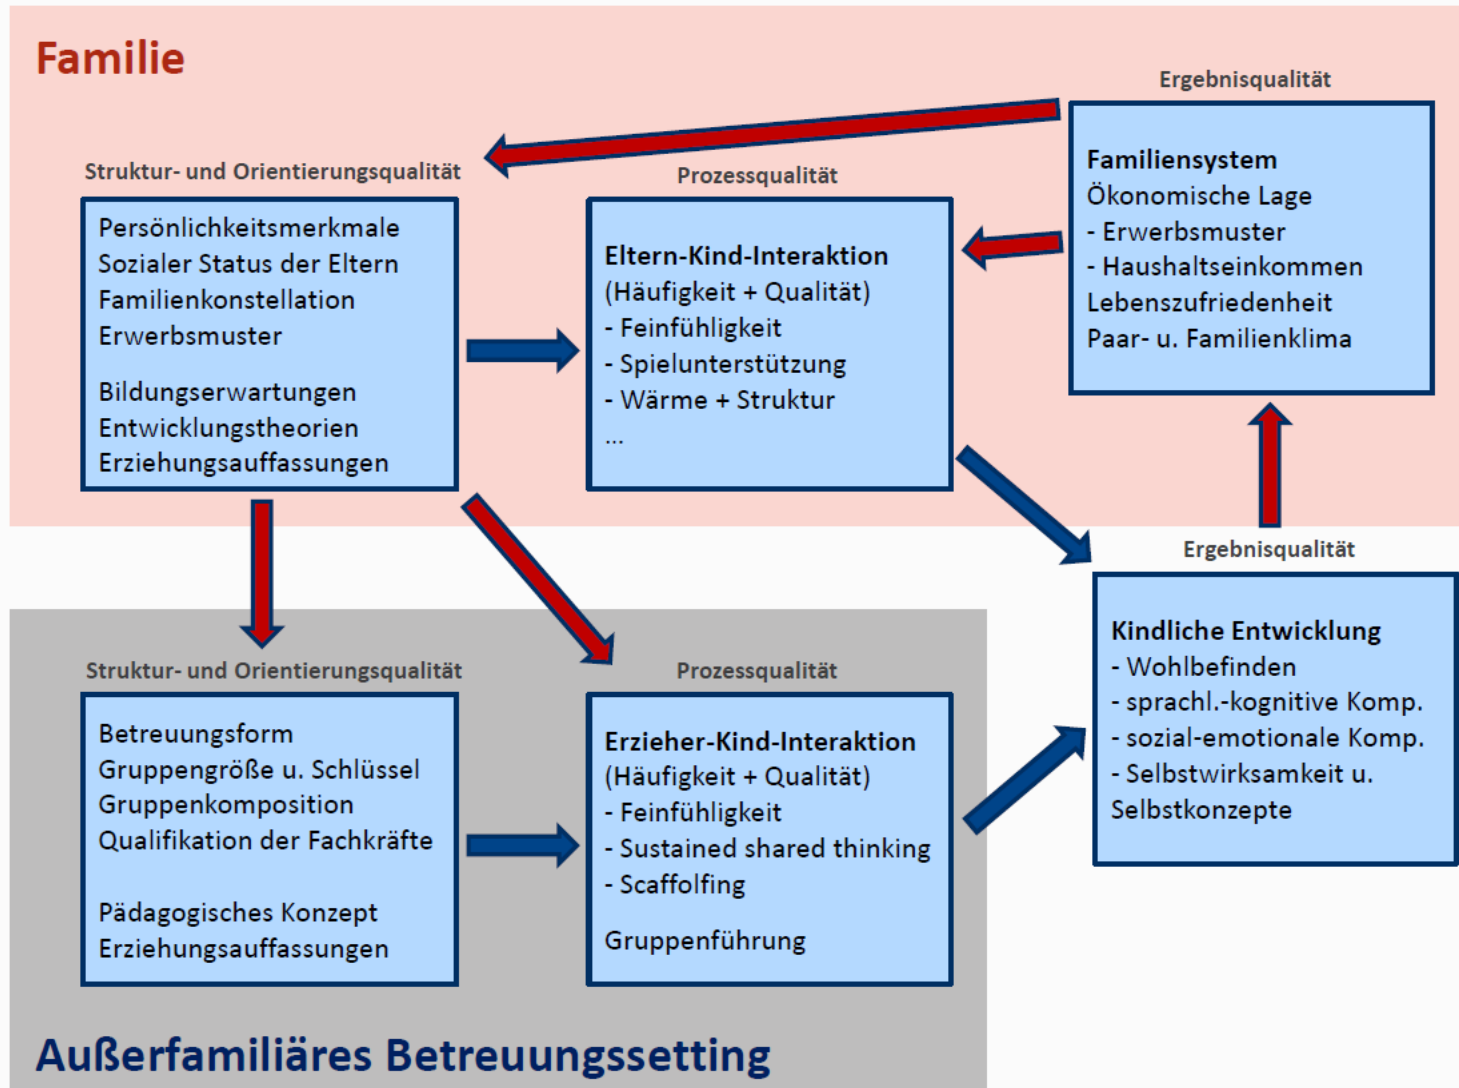 Familie
Struktur- und Orientierungsqualität
Persönlichkeitsmerkmale
Sozialer Status der Eltern
Familienkonstellation
Erwerbsmuster
Bildungserwartungen
Entwicklungstheorien
Erziehungsauffassungen
Prozessqualität
Eltern-Kind-Interaktion
(Häufigkeit + Qualität)
- Feinfühligkeit
- Spielunterstützung
- Wärme + Struktur
...
Ergebnisqualität
Familiensystem
Ökonomische Lage
- Erwerbsmuster
- Haushaltseinkommen
Lebenszufriedenheit
Paar- u. Familienklima
Struktur- und Orientierungsqualität
Betreuungsform
Gruppengröße u. Schlüssel
Gruppenkomposition
Qualifikation der Fachkräfte
Pädagogisches Konzept
Erziehungsauffassungen
Prozessqualität
Erzieher-Kind-Interaktion
(Häufigkeit + Qualität)
- Feinfühligkeit
- Sustained shared thinking
- Scaffolfing
Gruppenführung
Ergebnisqualität
Kindliche Entwicklung
- Wohlbefinden
- sprachl.-kognitive Komp.
- sozial-emotionale Komp.
- Selbstwirksamkeit u.
Selbstkonzepte
Außerfamiliäres Betreuungssetting